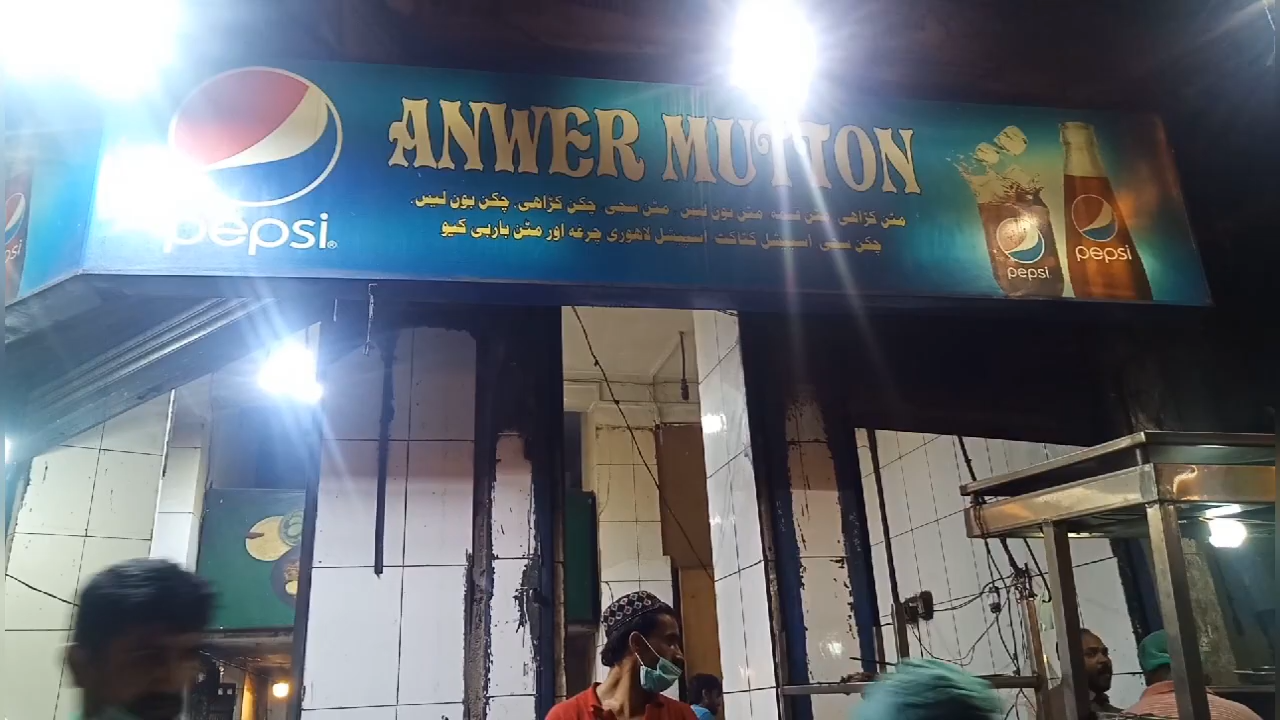 ANWER MUTTON
pepsi
مٹن کڑاھی مٹن قیمہ مٹن بون لیس مٹن سجی چکن کڑاھی چکن بون لیس
چکن سجی اسپیشل کٹاکٹ اسپیشل لاھوری چرغہ اور مٹن باربی کیو
pepsi
pepsi